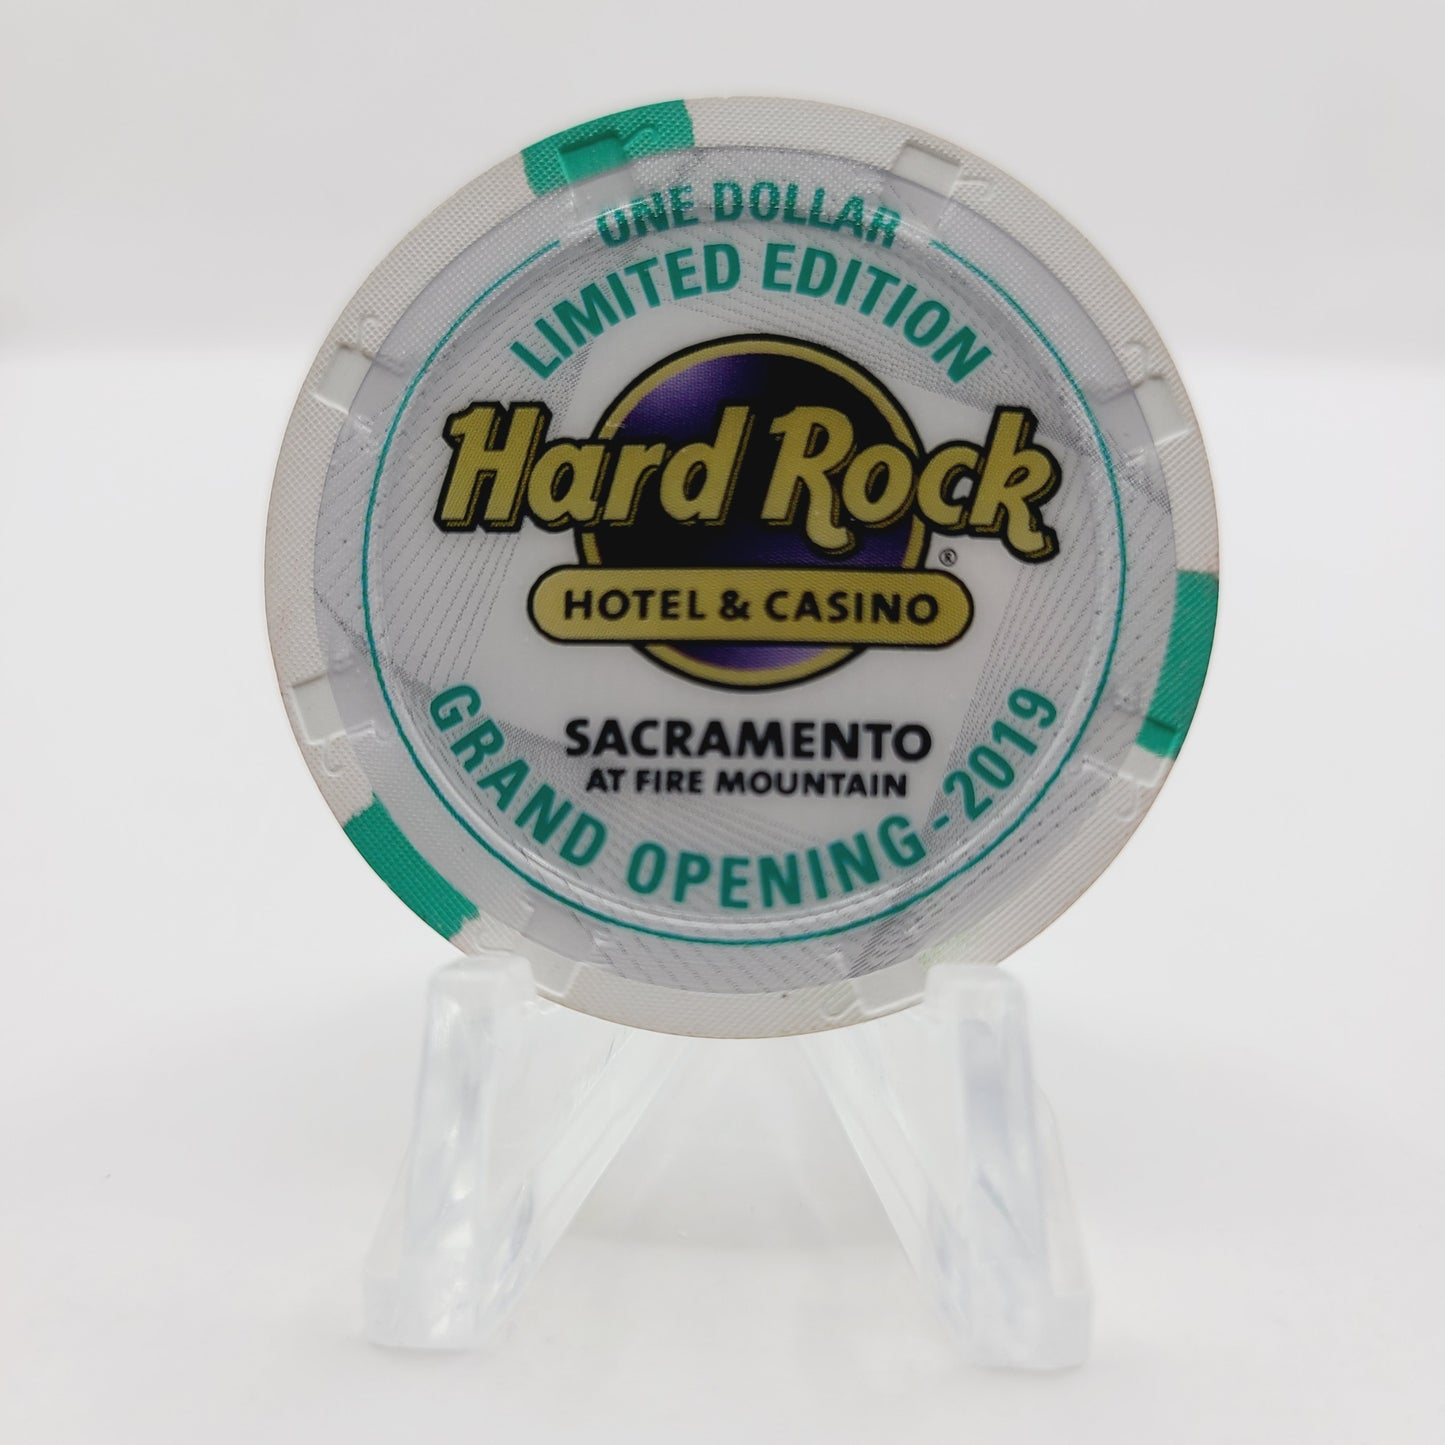 ONE DOLLAR
LIMITED EDITION
Hard Rock
®
HOTEL & CASINO
SACRAMENTO
AT FIRE MOUNTAIN
GRAND OPENING - 2019